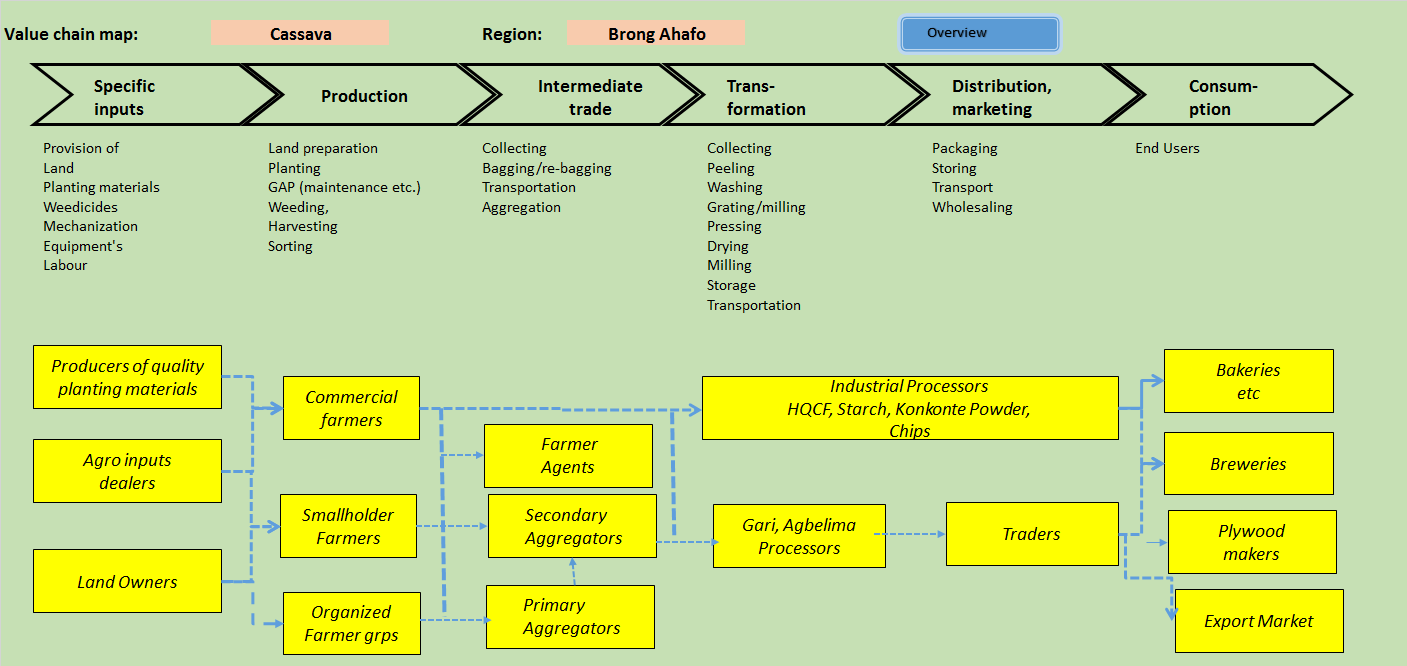 Value chain map:
Cassava
Region:
Brong Ahafo
Overview
Specific
inputs
Production
Intermediate
trade
Trans-
formation
Distribution,
marketing
Consum-
ption
Provision of
Land
Planting materials
Weedicides
Mechanization
Equipment's
Labour
Land preparation
Planting
GAP (maintenance etc.)
Weeding,
Harvesting
Sorting
Collecting
Bagging/re-bagging
Transportation
Aggregation
Collecting
Peeling
Washing
Grating/milling
Pressing
Drying
Milling
Storage
Transportation
Packaging
Storing
Transport
Wholesaling
End Users
Producers of quality
planting materials
Agro inputs
dealers
Land Owners
Commercial
farmers
Smallholder
Farmers
Organized
Farmer grps
Farmer
Agents
Secondary
Aggregators
Primary
Aggregators
Industrial Processors
HQCF, Starch, Konkonte Powder,
Chips
Gari, Agbelima
Processors
Traders
Bakeries
etc
Breweries
Plywood
makers
Export Market